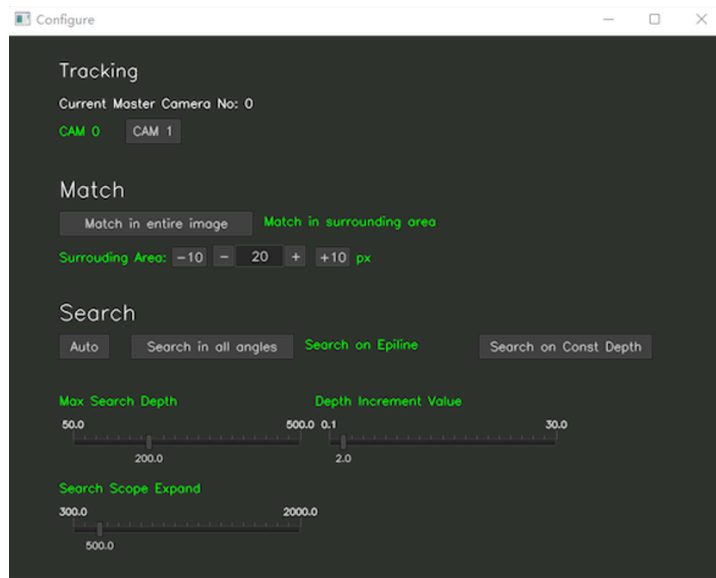 Configure
Tracking
Current Master Camera No: 0
CAM 0 CAM 1
Match
Match in entire image Match in surrounding area
Surrouding Area: -10 - 20 + +10 px
Search
Auto Search in all angles Search on Epiline Search on Const Depth
Max Search Depth Depth Increment Value
50.0 500.0 0.1 30.0
200.0 2.0
Search Scope Expand
300.0 2000.0
500.0